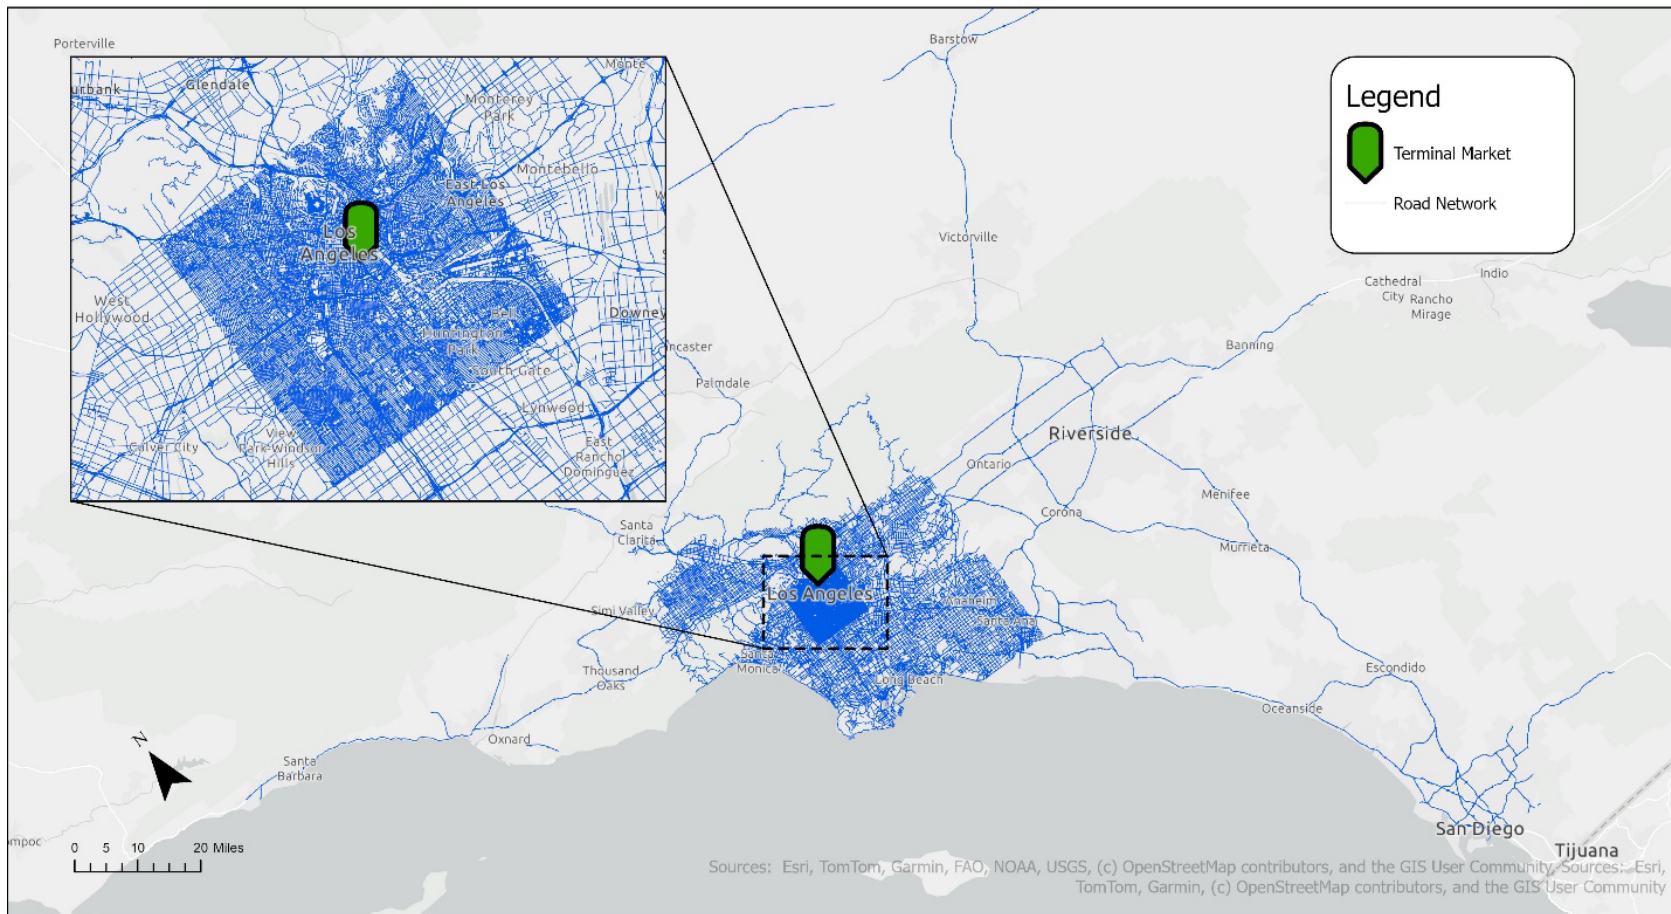 Porterville
Barstow
Monte
urbank
Glendale
Monterey
Park
Montebello
East Los
Angeles
Los
Angeles
West
Hollywood
Bell
Downey
Huntington
Park
South Gate
Lynwood
Culver City
View
Park-Windsor
Hills
East
Rancho
Dominguez
Legend
Terminal Market
Road Network
Victorville
Cathedral
City
Rancho
Mirage
Indio
ncaster
Palmdale
Banning
Riverside
Ontario
Menifee
Corona
Murrieta
Santa
Clarita
Los Angeles
Anaheim
Santa Ana
Simi Valley
Santa
Monica
Thousand
Oaks
Long Beach
Escondido
Oceanside
N
Oxnard
Santa
Barbara
San Diego
Tijuana
ompoc
0 5 10 20 Miles
Sources: Esri, TomTom, Garmin, FAO, NOAA, USGS, (c) OpenStreetMap contributors, and the GIS User Community, Sources: Esri,
TomTom, Garmin, (c) OpenStreetMap contributors, and the GIS User Community